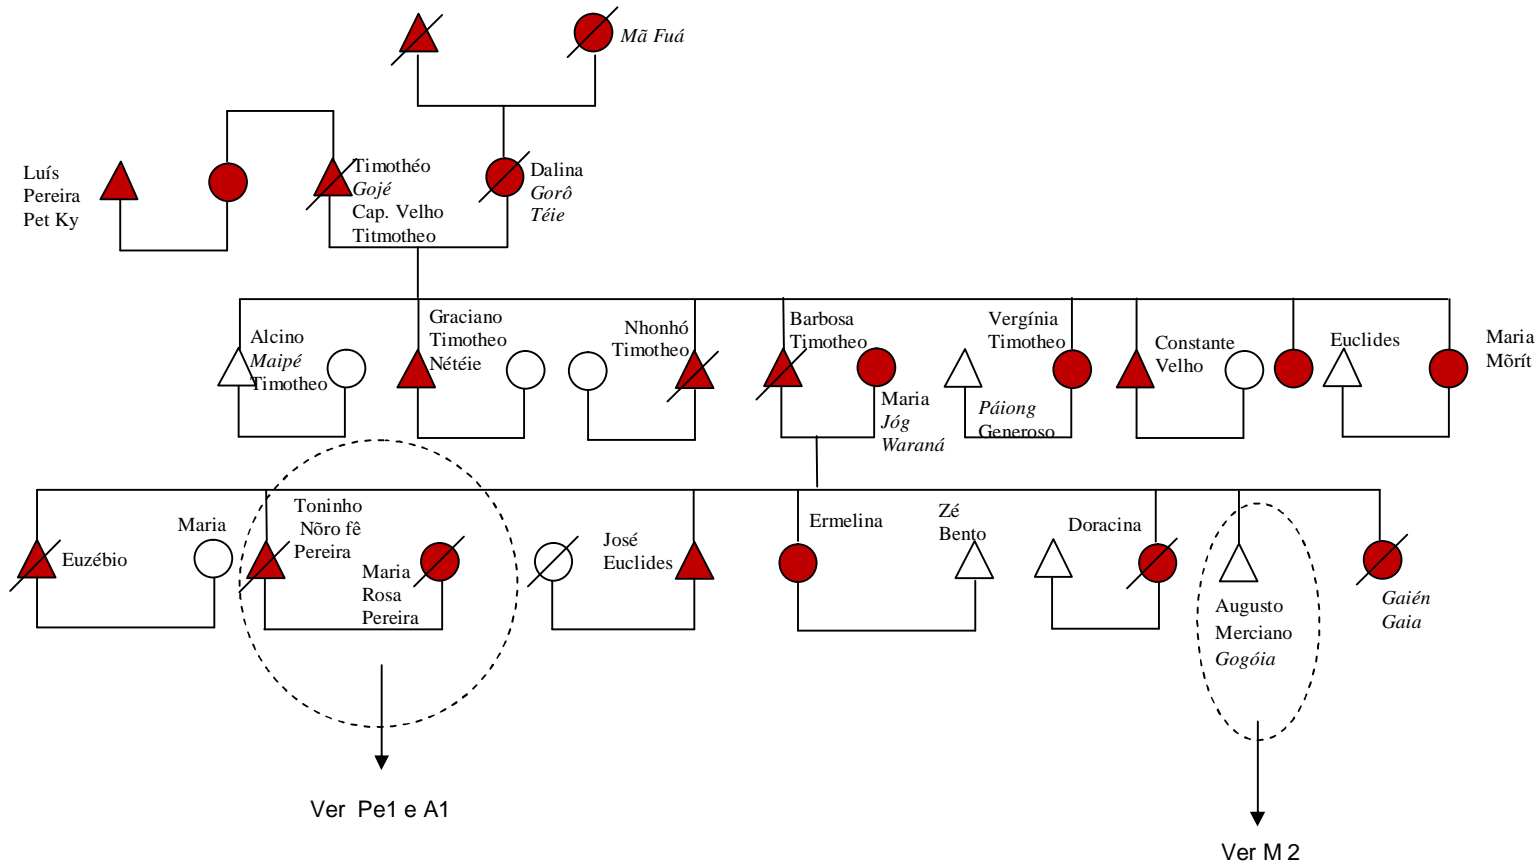 Mã Fuá
Luís
Pereira
Pet Ky
Timothéo
Gojé
Cap. Velho
Titmotheo
Dalina
Gorô
Téie
Alcino
Maipé
Timotheo
Graciano
Timotheo
Nétéie
Nhonhó
Timotheo
Barbosa
Timotheo
Maria
Jóg
Waraná
Vergínia
Timotheo
Páiong
Generoso
Constante
Velho
Euclides
Maria
Mõrít
Euzébio
Maria
Toninho
Nõro fê
Pereira
Maria
Rosa
Pereira
José
Euclides
Ermelina
Zé
Bento
Doracina
Augusto
Merciano
Gogóia
Gaién
Gaia
Ver Pe1 e A1
Ver M 2